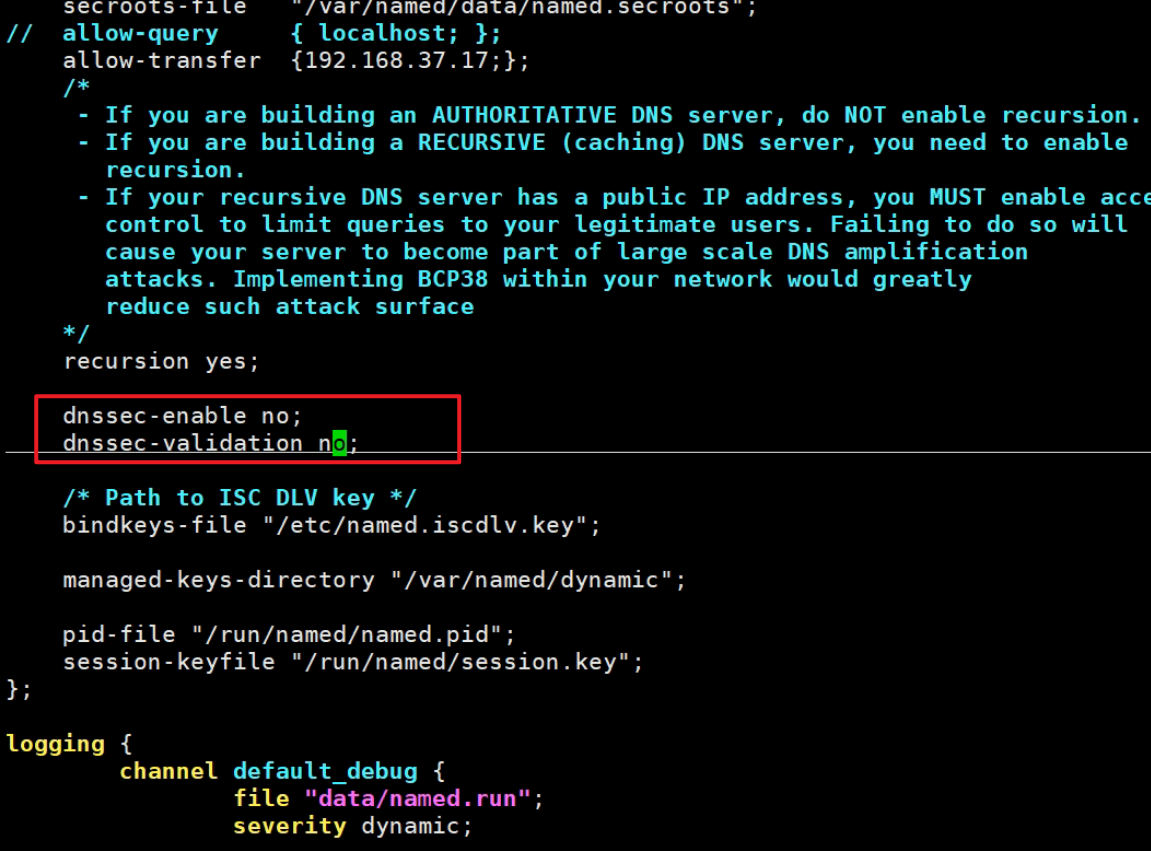 secroots-file   "/var/named/data/named.secroots";
//  allow-query     { localhost; };
    allow-transfer  {192.168.37.17;};
    /*
     - If you are building an AUTHORITATIVE DNS server, do NOT enable recursion.
     - If you are building a RECURSIVE (caching) DNS server, you need to enable
       recursion.
     - If your recursive DNS server has a public IP address, you MUST enable acce
       control to limit queries to your legitimate users. Failing to do so will
       cause your server to become part of large scale DNS amplification
       attacks. Implementing BCP38 within your network would greatly
       reduce such attack surface
    */
    recursion yes;
    dnssec-enable no;
    dnssec-validation no;
    /* Path to ISC DLV key */
    bindkeys-file "/etc/named.iscdlv.key";
    managed-keys-directory "/var/named/dynamic";
    pid-file "/run/named/named.pid";
    session-keyfile "/run/named/session.key";
};
logging {
        channel default_debug {
                file "data/named.run";
                severity dynamic;